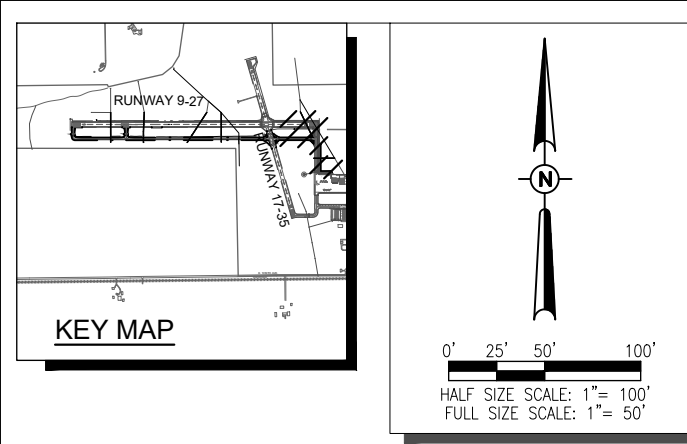 RUNWAY 9-27
RUNWAY 17-35
KEY MAP
N
0' 25' 50' 100'
HALF SIZE SCALE: 1"= 100'
FULL SIZE SCALE: 1"= 50'